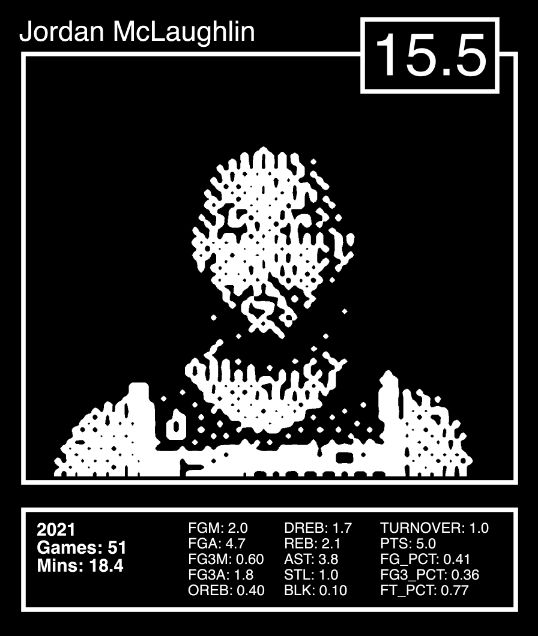 Jordan McLaughlin
15.5
2021
Games: 51
Mins: 18.4
FGM: 2.0
FGA: 4.7
FG3M: 0.60
FG3A: 1.8
OREB: 0.40
DREB: 1.7
REB: 2.1
AST: 3.8
STL: 1.0
BLK: 0.10
TURNOVER: 1.0
PTS: 5.0
FG_PCT: 0.41
FG3_PCT: 0.36
FT_PCT: 0.77